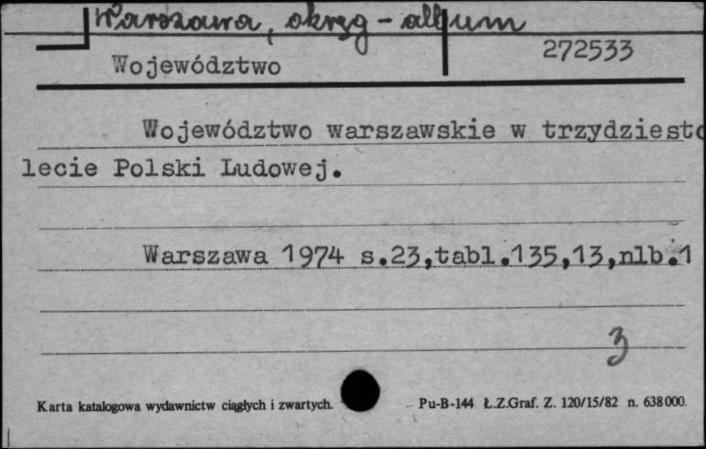 Warszawa, okręg - album
Województwo 272533
Województwo warszawskie w trzydziesto
lecie Polski Ludowej.
Warszawa 1974 s.23,tabl.135,13,nlb.1
3
Karta katalogowa wydawnictw ciągłych i zwartych. Pu-B-144 Ł.Z.Graf. Z. 120/15/82 n. 638000.